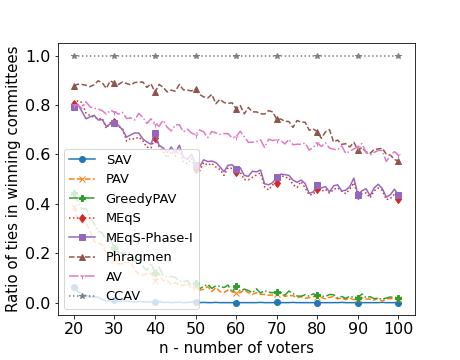 Ratio of ties in winning committees
1.0
0.8
0.6
0.4
0.2
0.0
SAV
PAV
GreedyPAV
MEqS
MEqS-Phase-I
Phragmen
AV
CCAV
20 30 40 50 60 70 80 90 100
n - number of voters